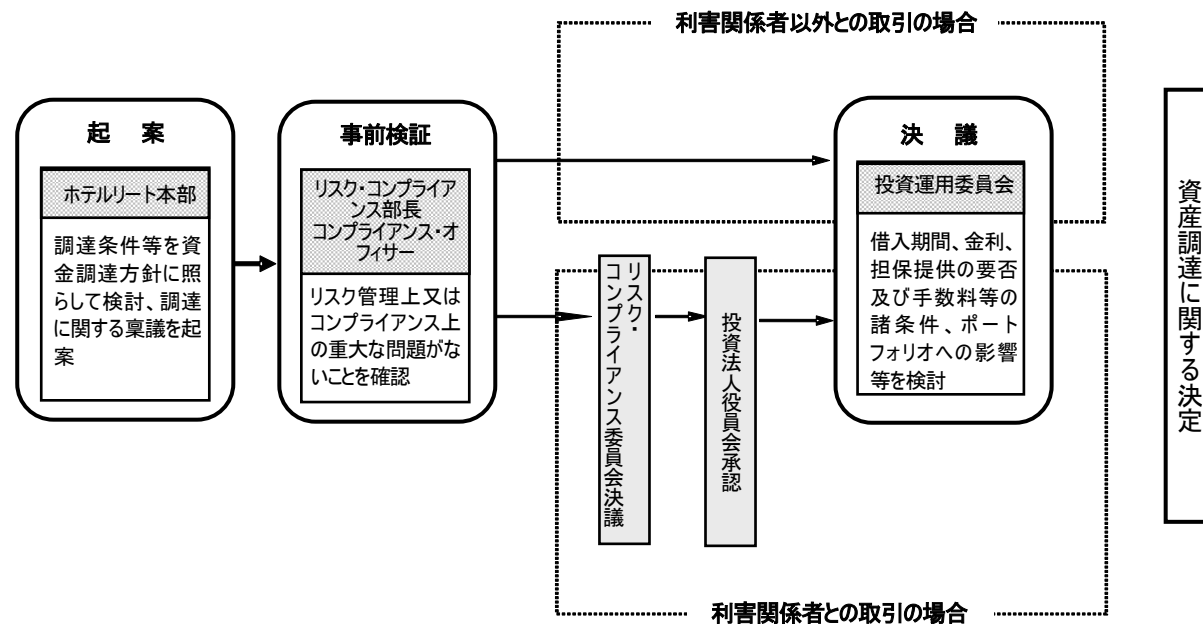 利害関係者以外との取引の場合
起 案
ホテルリート本部
調達条件等を資
金調達方針に照
らして検討、調達
に関する稟議を起
案
事前検証
リスク・コンプライア
ンス部長
コンプライアンス・オ
フィサー
リスク管理上又は
コンプライアンス上
の重大な問題がな
いことを確認
リスク・
コンプライアンス委員会決議
投資法人役員会承認
決 議
投資運用委員会
借入期間、金利、
担保提供の要否
及び手数料等の
諸条件、ポート
フォリオへの影響
等を検討
資産調達に関する決定
利害関係者との取引の場合